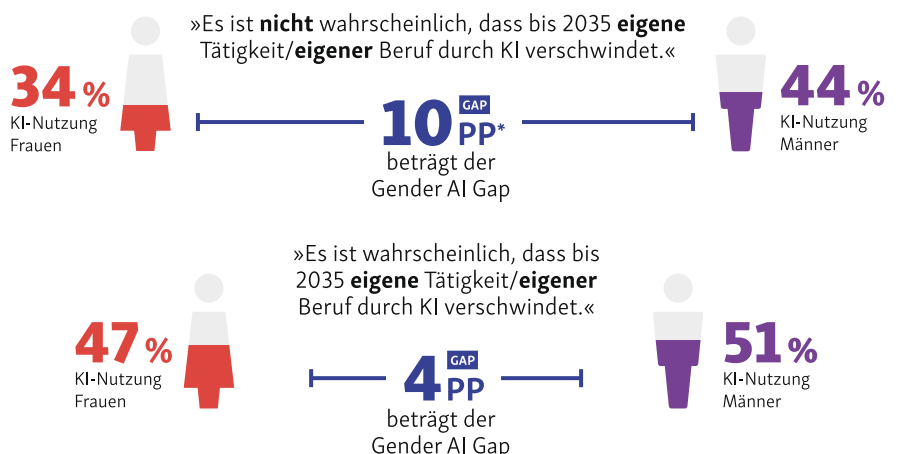 »Es ist nicht wahrscheinlich, dass bis 2035 eigene
Tätigkeit/eigener Beruf durch KI verschwindet.«
34 %
KI-Nutzung
Frauen
10 GAP PP*
beträgt der
Gender AI Gap
44 %
KI-Nutzung
Männer
»Es ist wahrscheinlich, dass bis
2035 eigene Tätigkeit/eigener
Beruf durch KI verschwindet.«
47 %
KI-Nutzung
Frauen
4 GAP PP
beträgt der
Gender AI Gap
51 %
KI-Nutzung
Männer